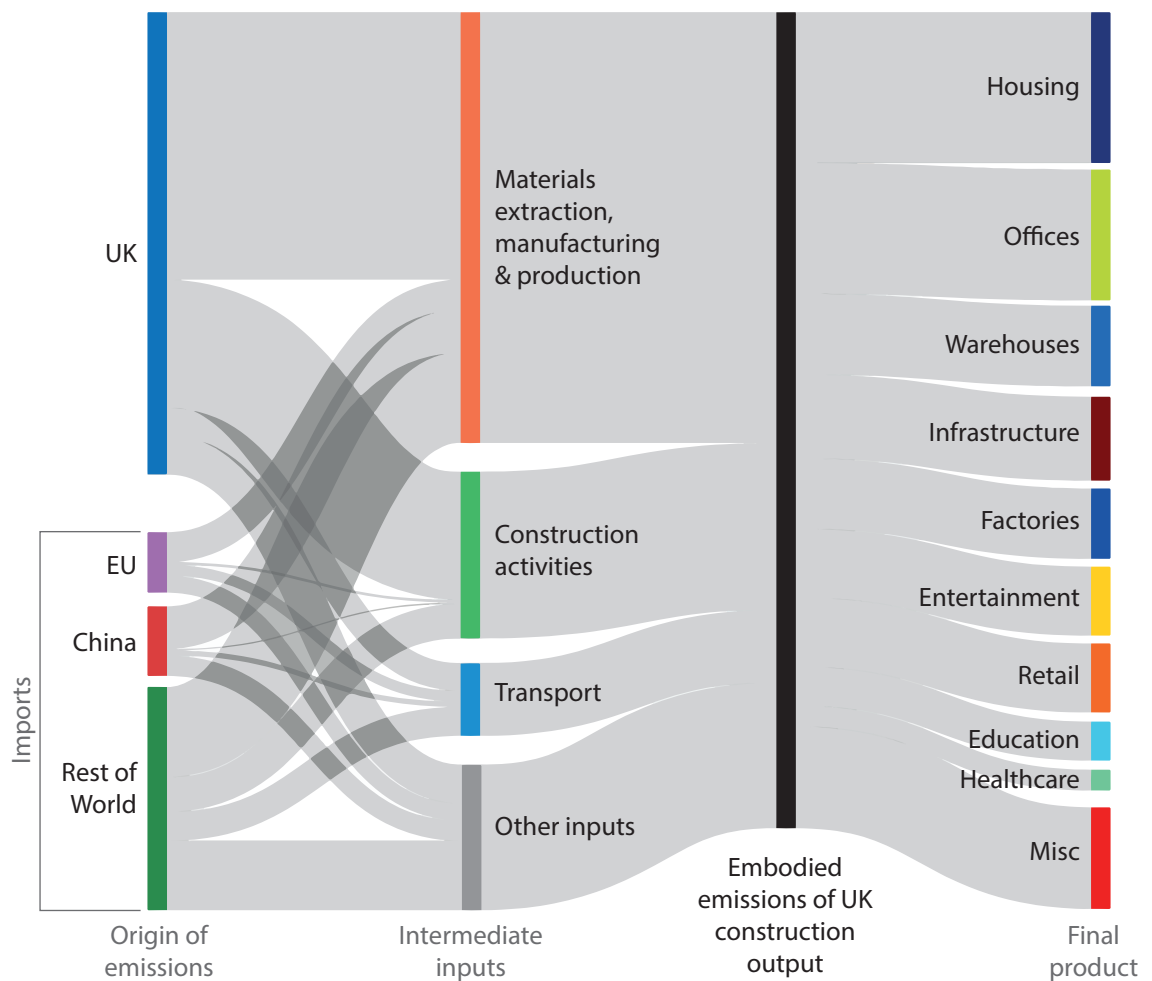 UK
EU
China
Rest of
World
Imports
Origin of
emissions
Materials
extraction,
manufacturing
& production
Construction
activities
Transport
Other inputs
Intermediate
inputs
Embodied
emissions of UK
construction
output
Housing
Offices
Warehouses
Infrastructure
Factories
Entertainment
Retail
Education
Healthcare
Misc
Final
product